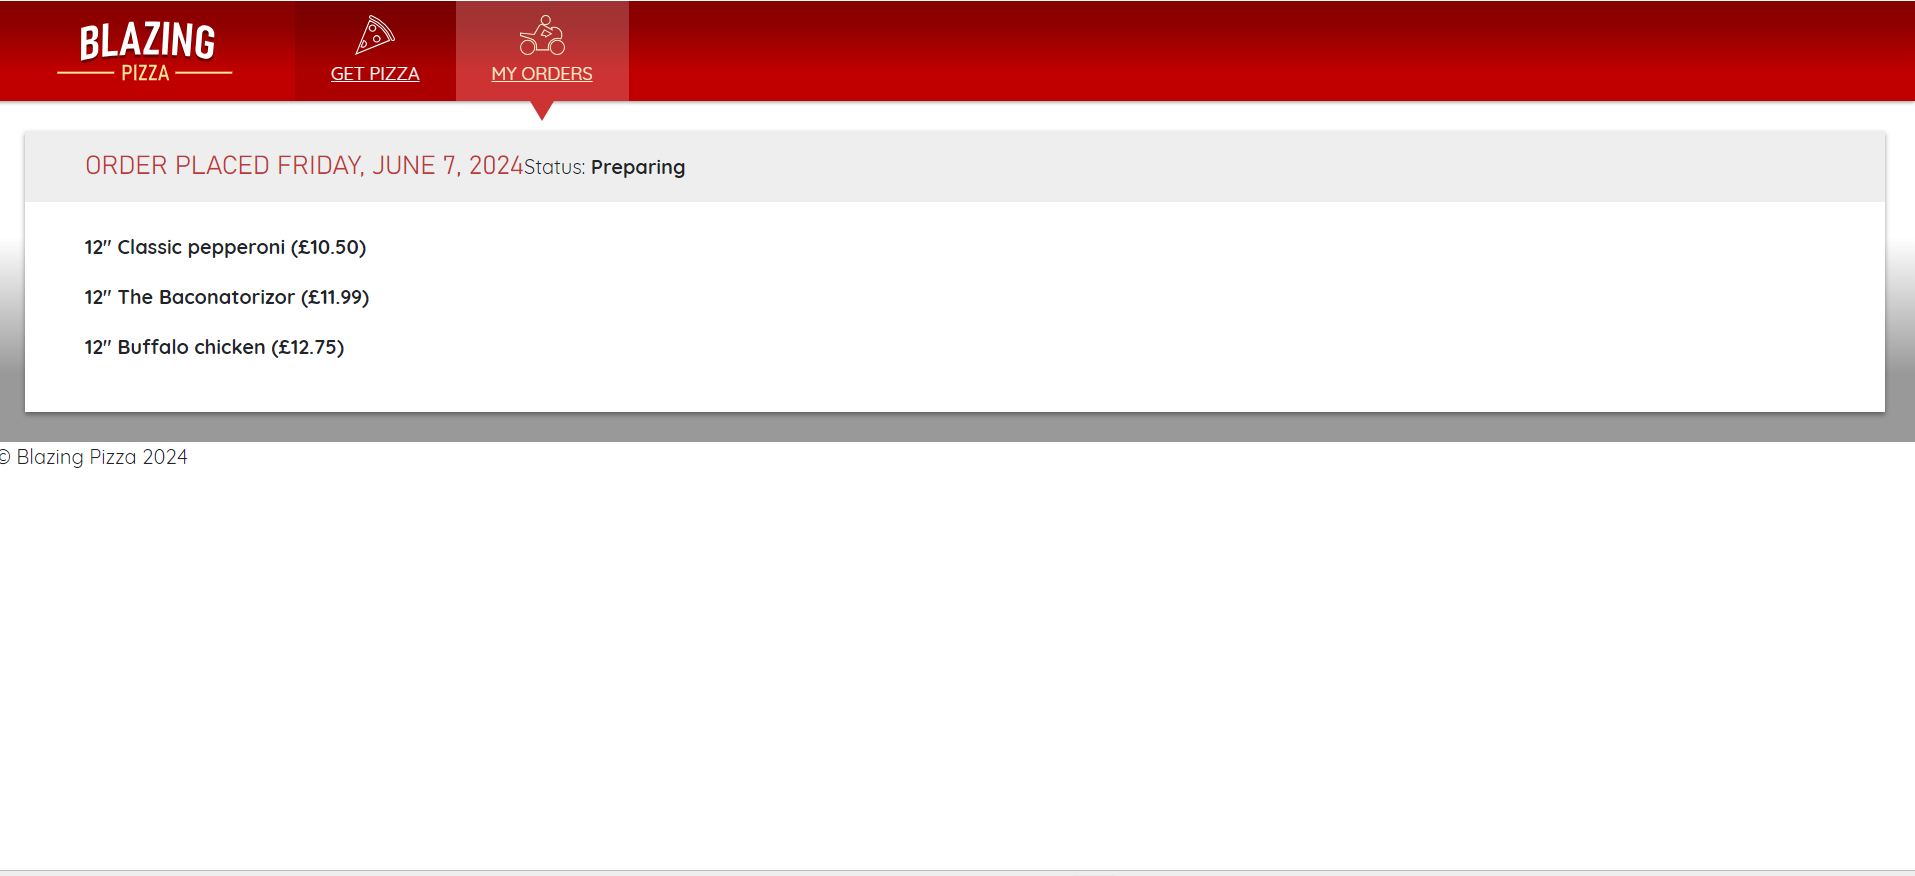 BLAZING
PIZZA
GET PIZZA
MY ORDERS
ORDER PLACED FRIDAY, JUNE 7, 2024Status: Preparing
12" Classic pepperoni (£10.50)
12" The Baconatorizor (£11.99)
12" Buffalo chicken (£12.75)
© Blazing Pizza 2024